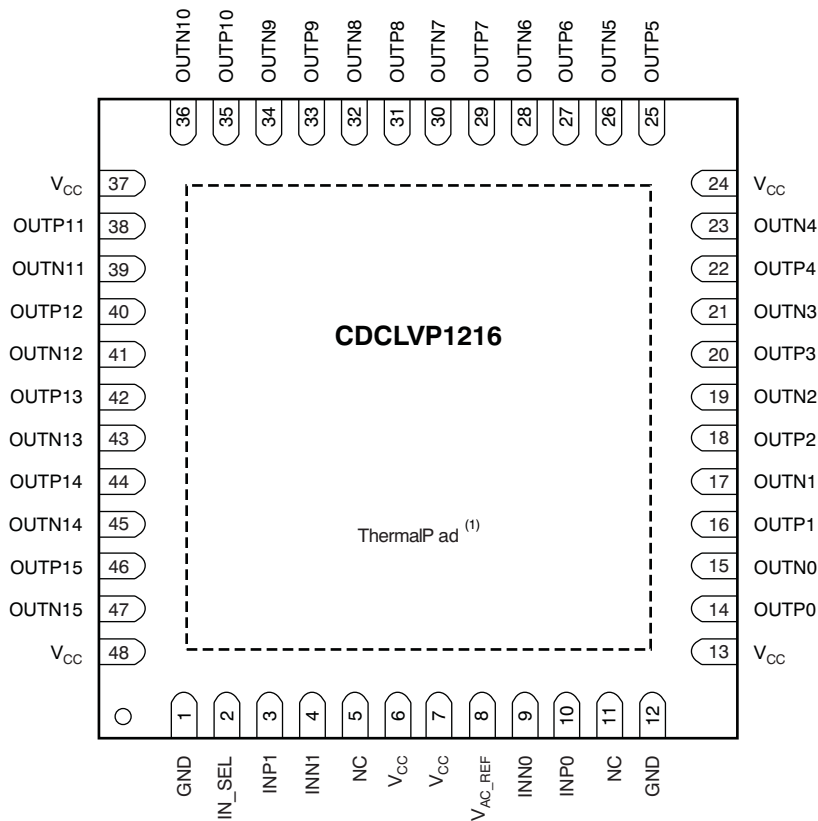 OUTN10 OUTP10 OUTN9 OUTP9 OUTN8 OUTP8 OUTN7 OUTP7 OUTN6 OUTP6 OUTN5 OUTP5
36 35 34 33 32 31 30 29 28 27 26 25
VCC 37 24 VCC
OUTP11 38 23 OUTN4
OUTN11 39 22 OUTP4
OUTP12 40 21 OUTN3
CDCLVP1216
OUTN12 41 20 OUTP3
OUTP13 42 19 OUTN2
OUTN13 43 18 OUTP2
OUTP14 44 17 OUTN1
OUTN14 45 16 OUTP1
ThermalP ad (1)
OUTP15 46 15 OUTN0
OUTN15 47 14 OUTP0
VCC 48 13 VCC
1 2 3 4 5 6 7 8 9 10 11 12
GND IN_SEL INP1 INN1 NC VCC VCC VAC_REF INN0 INP0 NC GND